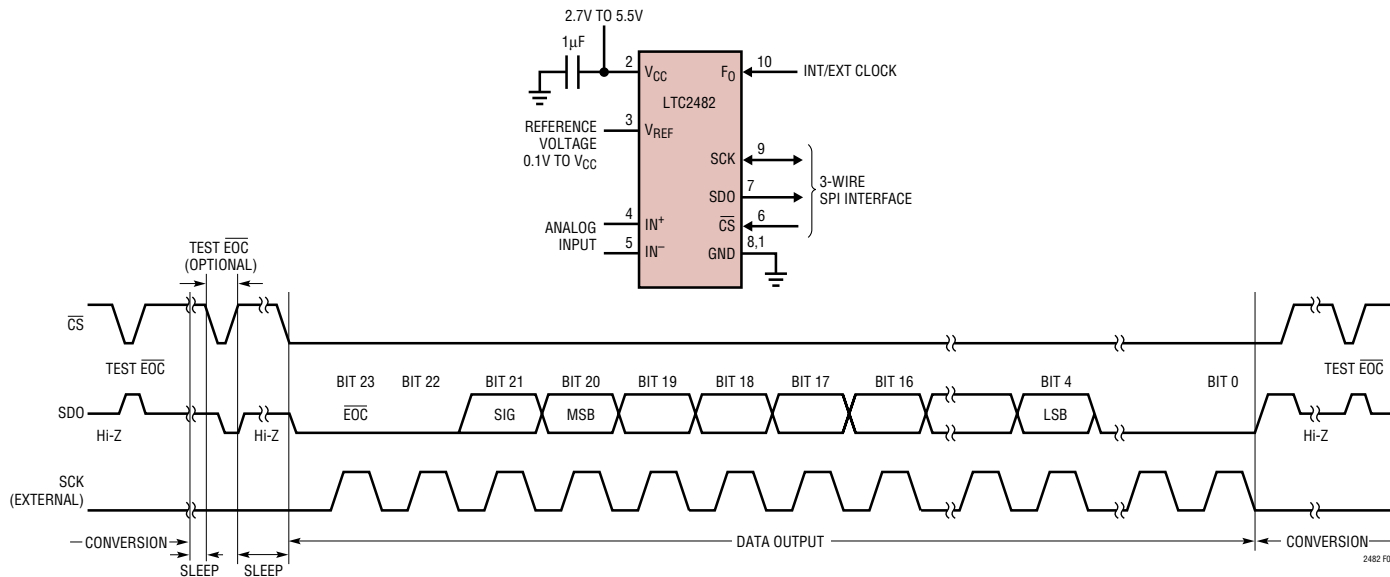 2.7V TO 5.5V
1µF
2
VCC
FO
10
INT/EXT CLOCK
LTC2482
REFERENCE
VOLTAGE
0.1V TO VCC
3
VREF
SCK
9
SDO
7
3-WIRE
SPI INTERFACE
CS
6
ANALOG
INPUT
4
IN+
5
IN–
GND
8,1
TEST EOC
(OPTIONAL)
CS
TEST EOC
TEST EOC
BIT 23
BIT 22
BIT 21
BIT 20
BIT 19
BIT 18
BIT 17
BIT 16
BIT 4
BIT 0
SDO
EOC
SIG
MSB
LSB
Hi-Z
Hi-Z
Hi-Z
SCK
(EXTERNAL)
CONVERSION
DATA OUTPUT
CONVERSION
SLEEP
SLEEP
2482 F0